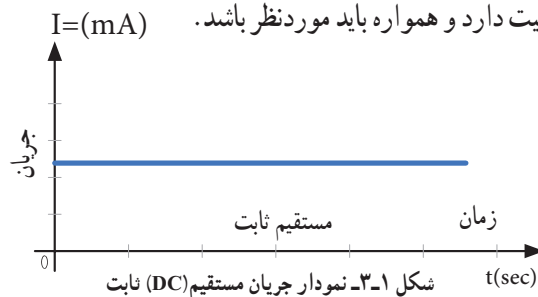 یت دارد و همواره باید موردنظر باشد.
I=(mA)
جریان
مستقیم ثابت
زمان
0
t(sec)
شکل ۱ـ۳ـ نمودار جریان مستقیم(DC) ثابت